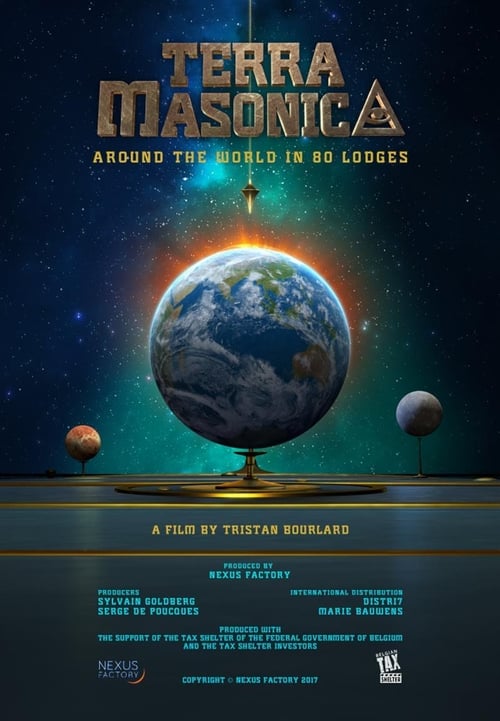 TERRA
MASONICA
AROUND THE WORLD IN 80 LODGES
A FILM BY TRISTAN BOURLARD
PRODUCED BY
NEXUS FACTORY
PRODUCERS
SYLVAIN GOLDBERG
SERGE DE POUCQUES
INTERNATIONAL DISTRIBUTION
DISTRI7
MARIE BAUWENS
PRODUCED WITH
THE SUPPORT OF THE TAX SHELTER OF THE FEDERAL GOVERNMENT OF BELGIUM
AND THE TAX SHELTER INVESTORS
NEXUS
FACTORY
COPYRIGHT © NEXUS FACTORY 2017
BELGIAN
TAX
SHELTER